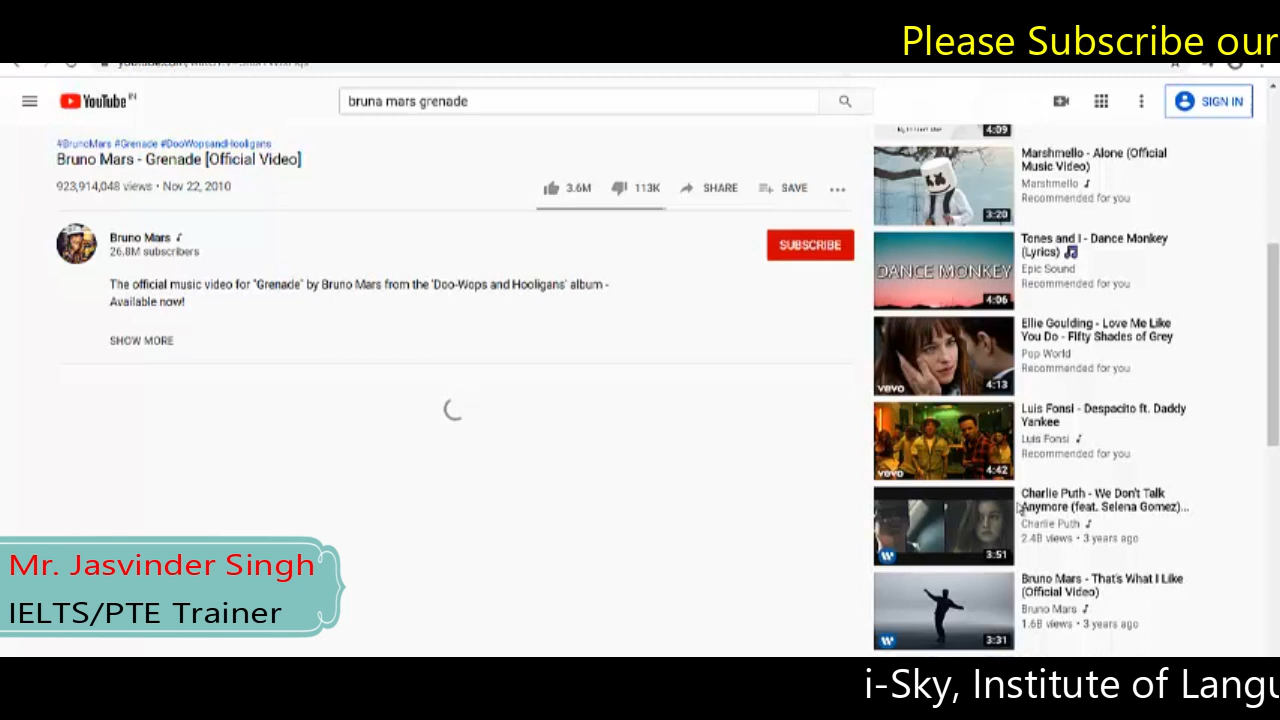 Please Subscribe our
YouTube IN
bruna mars grenade
SIGN IN
#BrunoMars #Grenade #DooWopsandHooligans
Bruno Mars - Grenade [Official Video]
923,914,048 views • Nov 22, 2010
3.6M 113K SHARE SAVE
Bruno Mars
26.8M subscribers
SUBSCRIBE
The official music video for "Grenade" by Bruno Mars from the 'Doo-Wops and Hooligans' album -
Available now!
SHOW MORE
4:09
Marshmello - Alone (Official
Music Video)
Marshmello
Recommended for you
3:20
Tones and I - Dance Monkey
(Lyrics)
Epic Sound
Recommended for you
DANCE MONKEY
4:06
Ellie Goulding - Love Me Like
You Do - Fifty Shades of Grey
Pop World
Recommended for you
vevo
4:13
Luis Fonsi - Despacito ft. Daddy
Yankee
Luis Fonsi
Recommended for you
vevo
4:42
Charlie Puth - We Don't Talk
Anymore (feat. Selena Gomez)...
Charlie Puth
2.4B views • 3 years ago
3:51
Bruno Mars - That's What I Like
(Official Video)
Bruno Mars
1.6B views • 3 years ago
3:31
Mr. Jasvinder Singh
IELTS/PTE Trainer
i-Sky, Institute of Langu